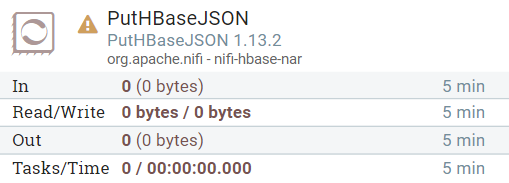 PutHBaseJSON
PutHBaseJSON 1.13.2
org.apache.nifi - nifi-hbase-nar
In 0 (0 bytes) 5 min
Read/Write 0 bytes / 0 bytes 5 min
Out 0 (0 bytes) 5 min
Tasks/Time 0 / 00:00:00.000 5 min